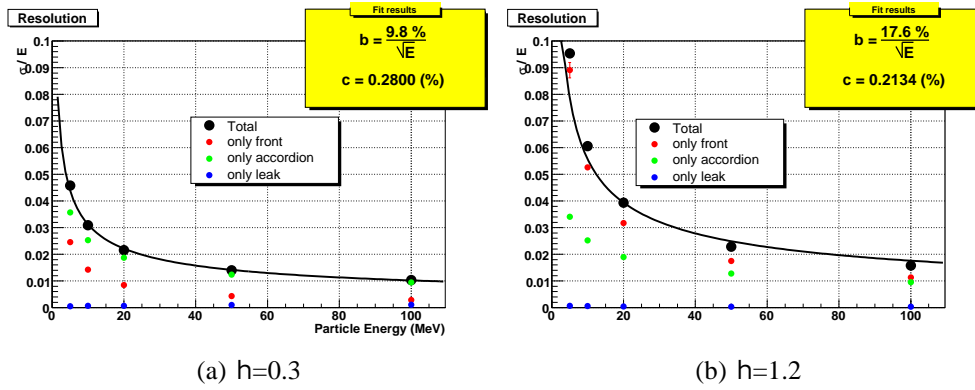 Resolution
Fit results
b = 9.8 % / √E
c = 0.2800 (%)
σ/ E
0.1
0.09
0.08
0.07
0.06
0.05
0.04
0.03
0.02
0.01
0
Total
only front
only accordion
only leak
0 20 40 60 80 100
Particle Energy (MeV)
(a) h=0.3
Resolution
Fit results
b = 17.6 % / √E
c = 0.2134 (%)
σ/ E
0.1
0.09
0.08
0.07
0.06
0.05
0.04
0.03
0.02
0.01
0
Total
only front
only accordion
only leak
0 20 40 60 80 100
Particle Energy (MeV)
(b) h=1.2